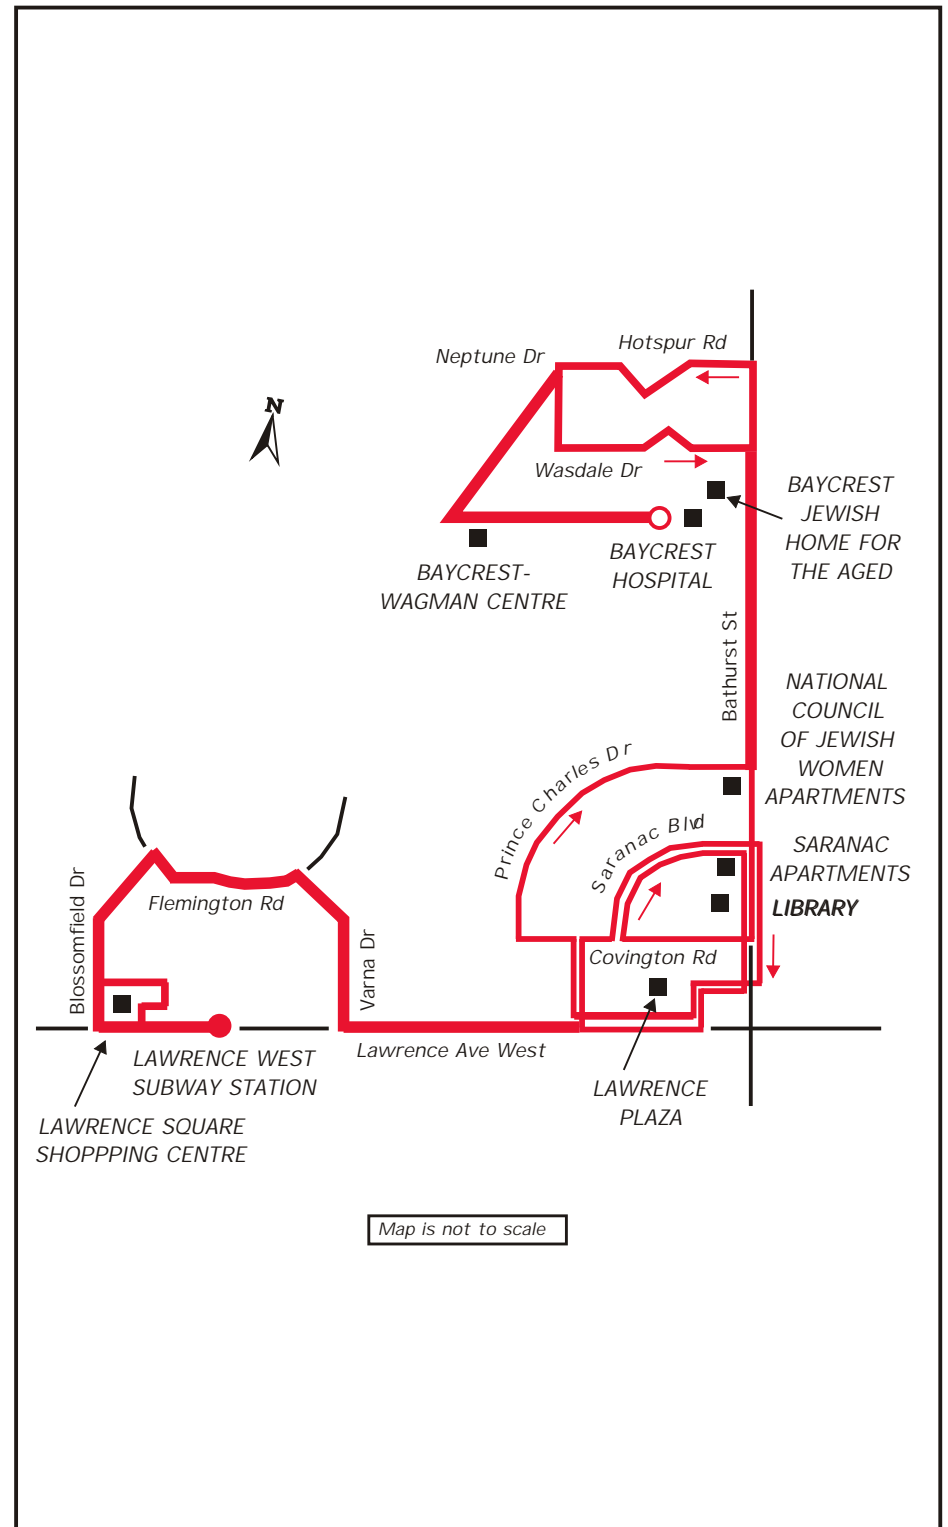 Hotspur Rd
Neptune Dr
N
Wasdale Dr
BAYCREST
JEWISH
HOME FOR
THE AGED
BAYCREST
HOSPITAL
BAYCREST-
WAGMAN CENTRE
Bathurst St
NATIONAL
COUNCIL
OF JEWISH
WOMEN
APARTMENTS
Prince Charles Dr
Saranac Blvd
SARANAC
APARTMENTS
LIBRARY
Blossomfield Dr
Flemington Rd
Varna Dr
Covington Rd
Lawrence Ave West
LAWRENCE WEST
SUBWAY STATION
LAWRENCE
PLAZA
LAWRENCE SQUARE
SHOPPPING CENTRE
Map is not to scale